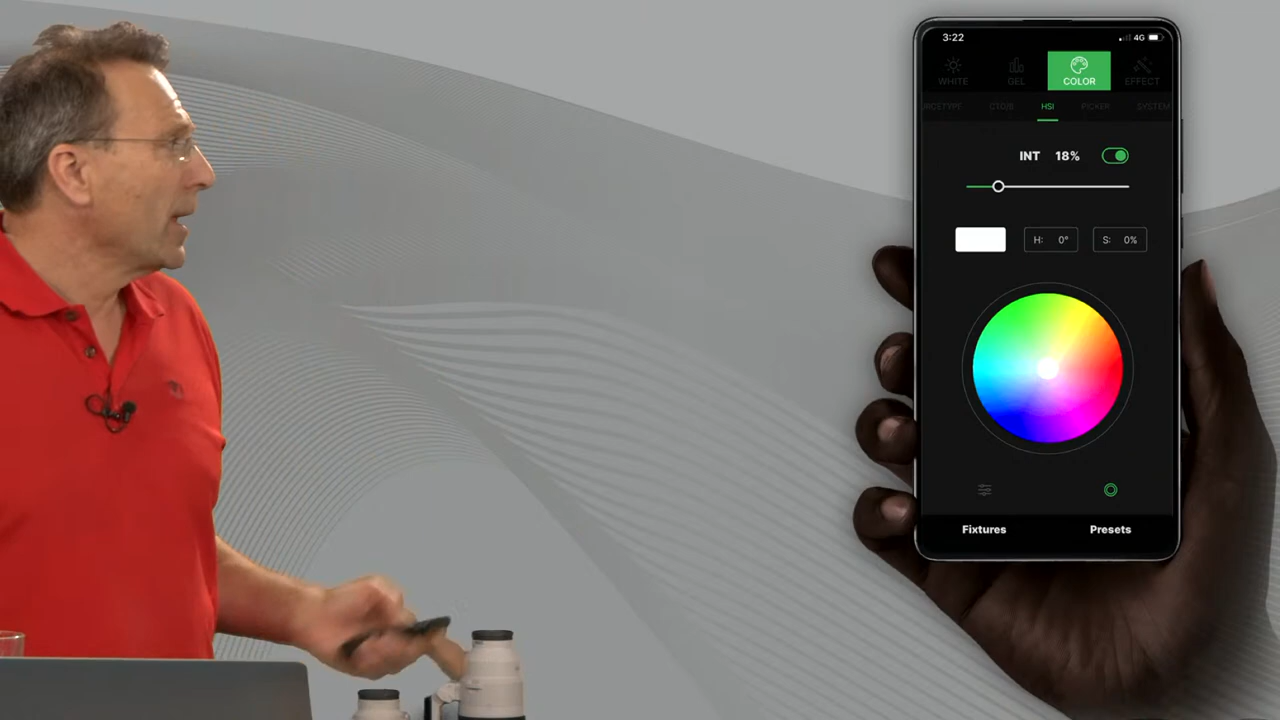 3:22 4G
WHITE GEL COLOR EFFECT
HSI PICKER SYSTEM
INT 18%
H: 0° S: 0%
Fixtures Presets